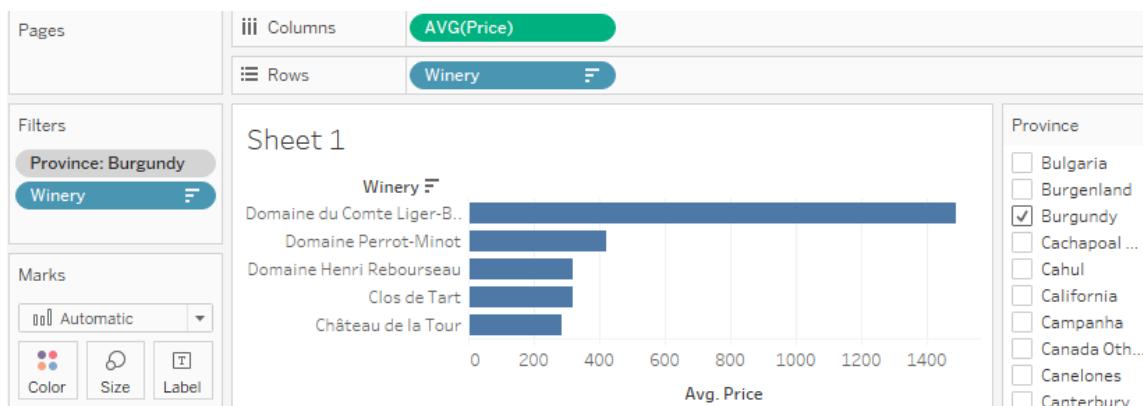 Pages
Columns
AVG(Price)
Rows
Winery
Filters
Province: Burgundy
Winery
Marks
Automatic
Color
Size
T
Label
Sheet 1
Winery
Domaine du Comte Liger-B..
Domaine Perrot-Minot
Domaine Henri Rebourseau
Clos de Tart
Château de la Tour
0 200 400 600 800 1000 1200 1400
Avg. Price
Province
Bulgaria
Burgenland
Burgundy
Cachapoal ...
Cahul
California
Campanha
Canada Oth...
Canelones
Canterbury